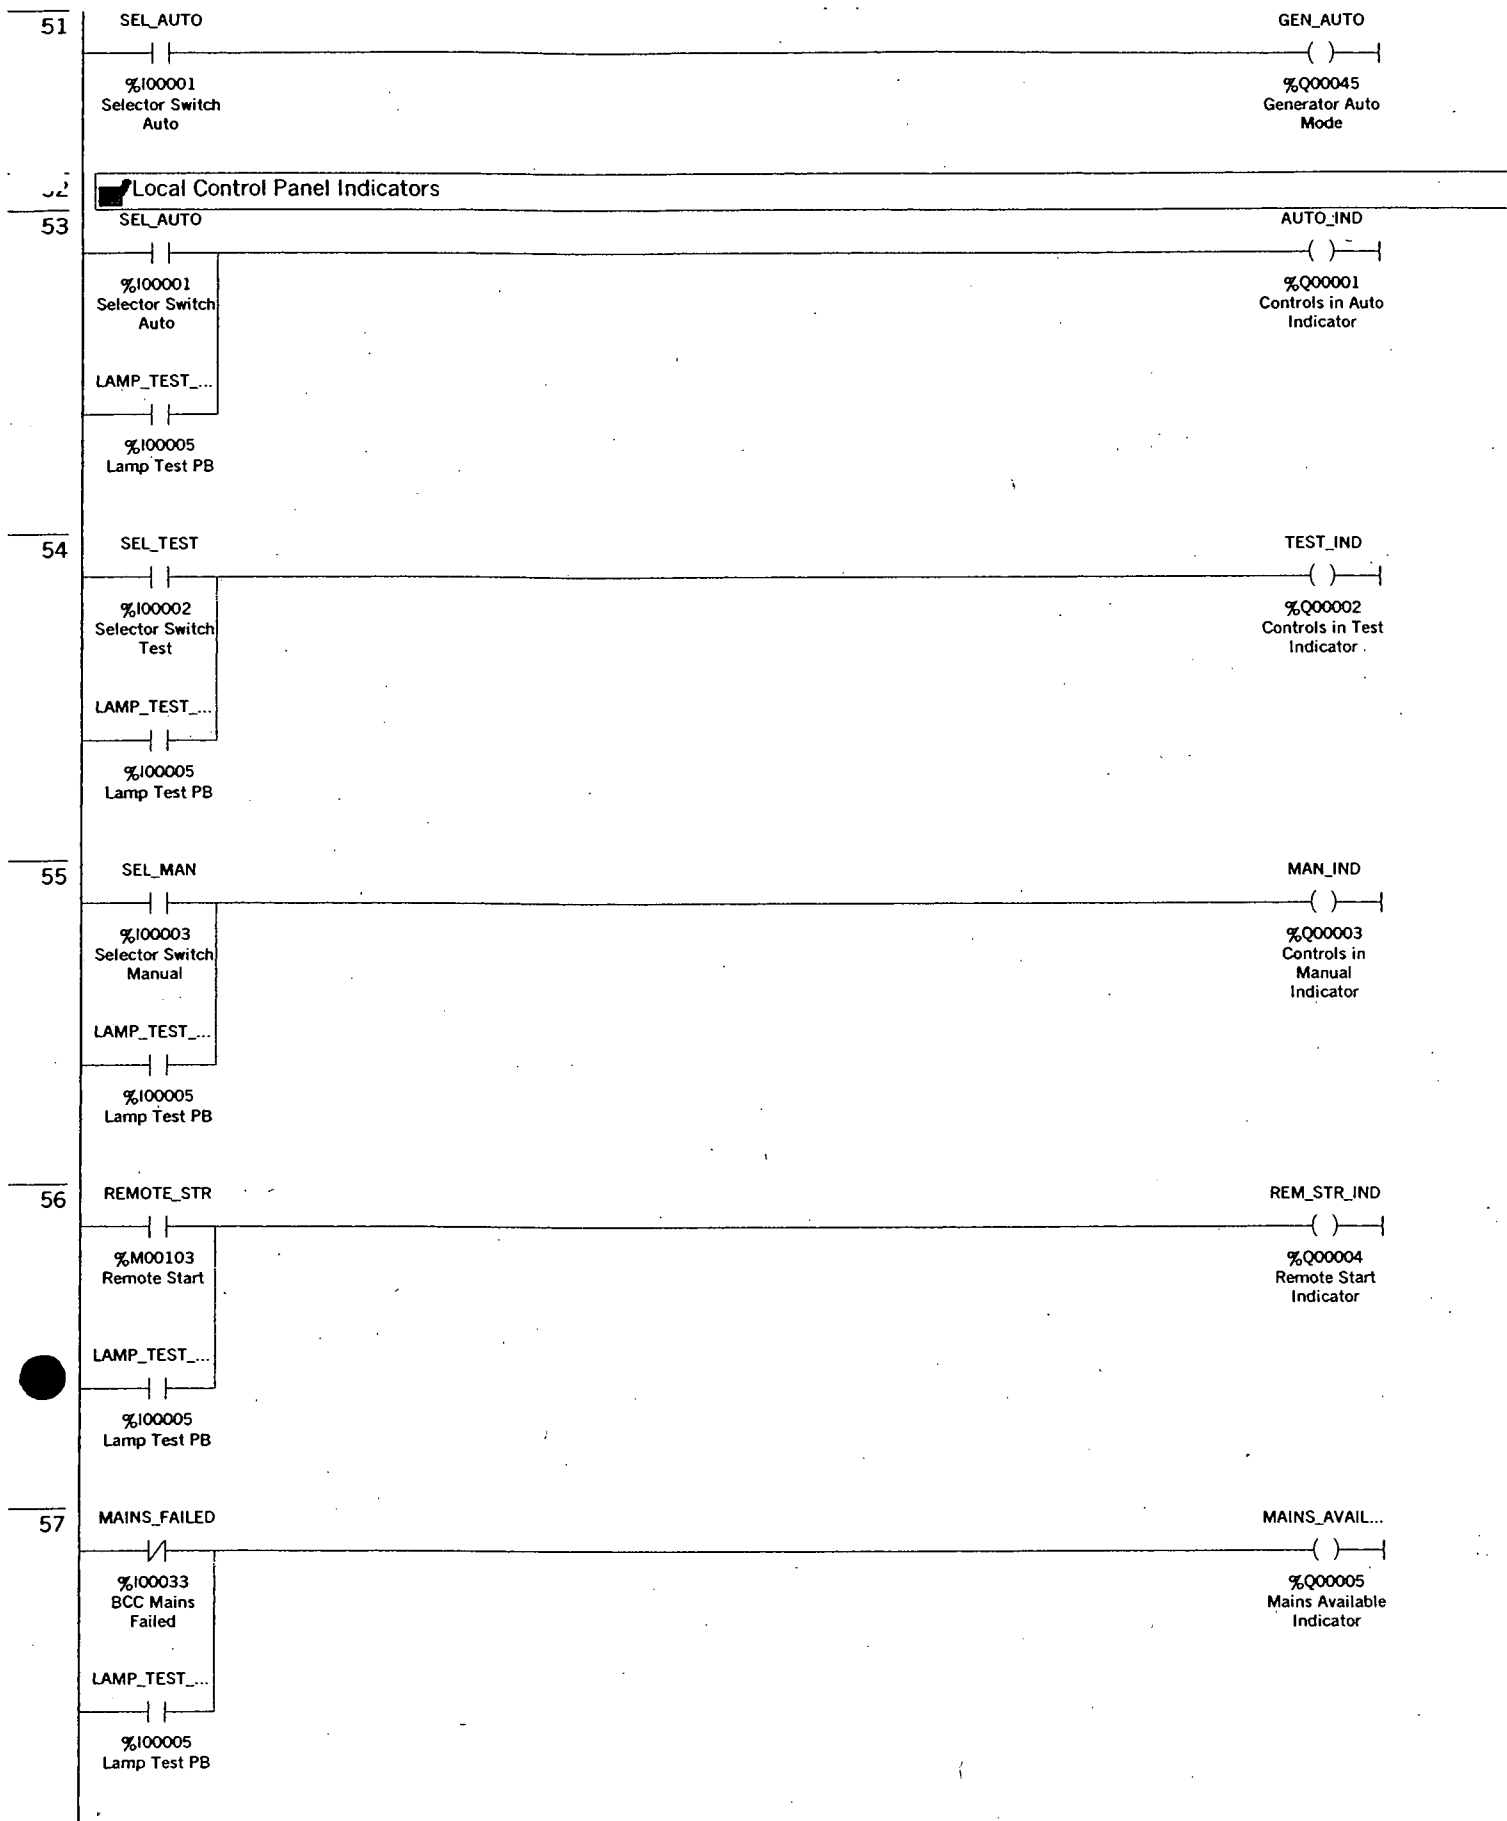 51
SEL_AUTO
GEN_AUTO
%I00001
Selector Switch
Auto
%Q00045
Generator Auto
Mode
Local Control Panel Indicators
53
SEL_AUTO
AUTO_IND
%I00001
Selector Switch
Auto
%Q00001
Controls in Auto
Indicator
LAMP_TEST_...
%I00005
Lamp Test PB
54
SEL_TEST
TEST_IND
%I00002
Selector Switch
Test
%Q00002
Controls in Test
Indicator
LAMP_TEST_...
%I00005
Lamp Test PB
55
SEL_MAN
MAN_IND
%I00003
Selector Switch
Manual
%Q00003
Controls in
Manual
Indicator
LAMP_TEST_...
%I00005
Lamp Test PB
56
REMOTE_STR
REM_STR_IND
%M00103
Remote Start
%Q00004
Remote Start
Indicator
LAMP_TEST_...
%I00005
Lamp Test PB
57
MAINS_FAILED
MAINS_AVAIL...
%I00033
BCC Mains
Failed
%Q00005
Mains Available
Indicator
LAMP_TEST_...
%I00005
Lamp Test PB